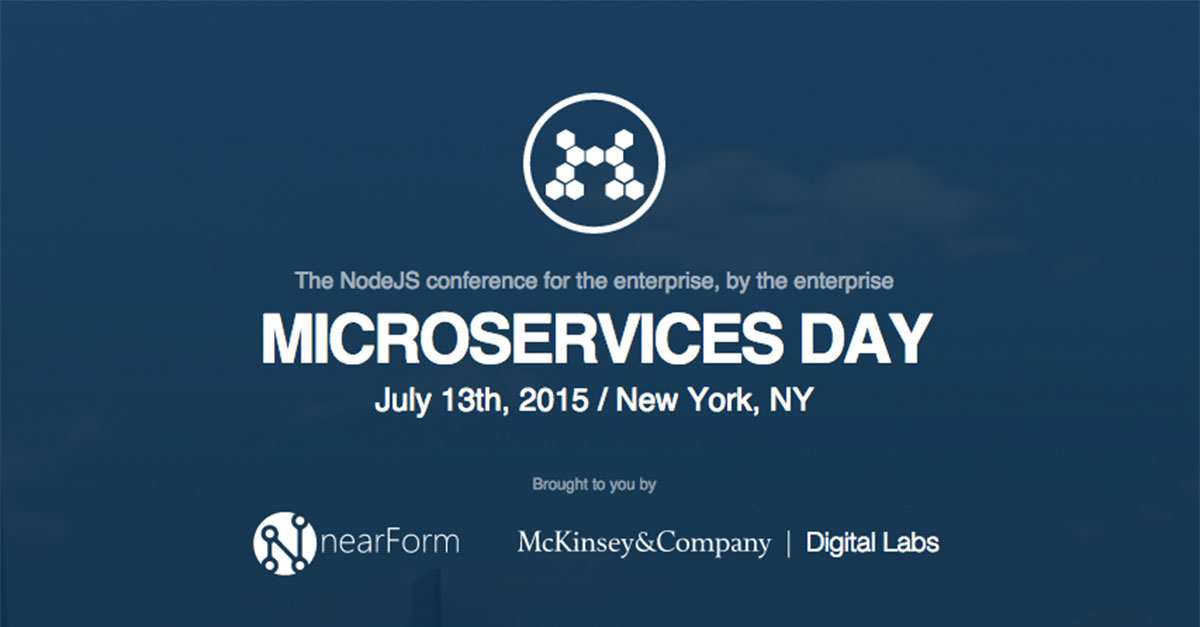 The NodeJS conference for the enterprise, by the enterprise
MICROSERVICES DAY
July 13th, 2015 / New York, NY
Brought to you by
nearForm
McKinsey&Company | Digital Labs